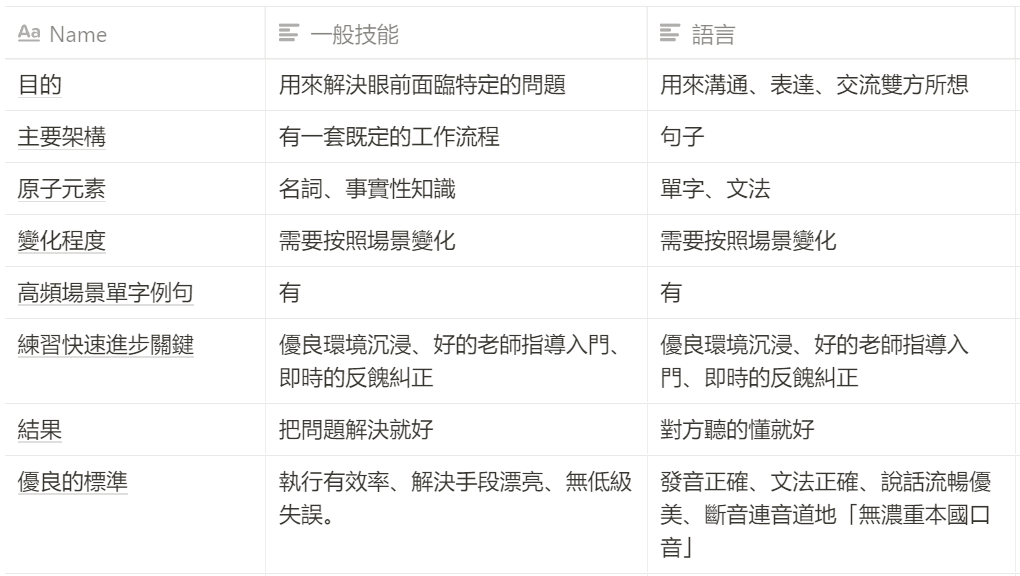 Aa Name 一般技能 語言
目的 用來解決眼前面臨特定的問題 用來溝通、表達、交流雙方所想
主要架構 有一套既定的工作流程 句子
原子元素 名詞、事實性知識 單字、文法
變化程度 需要按照場景變化 需要按照場景變化
高頻場景單字例句 有 有
練習快速進步關鍵 優良環境沉浸、好的老師指導入門、 優良環境沉浸、好的老師指導入
即時的反餽糾正 門、即時的反餽糾正
結果 把問題解決就好 對方聽的懂就好
優良的標準 執行有效率、解決手段漂亮、無低級 發音正確、文法正確、說話流暢優
失誤。 美、斷音連音道地「無濃重本國口
音」